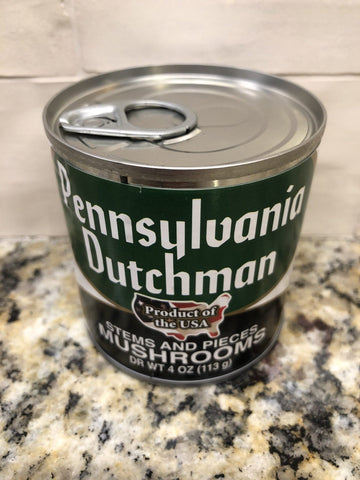 Pennsylvania
Dutchman
Product of
the USA
STEMS AND PIECES
MUSHROOMS
DR WT 4 OZ (113 g)